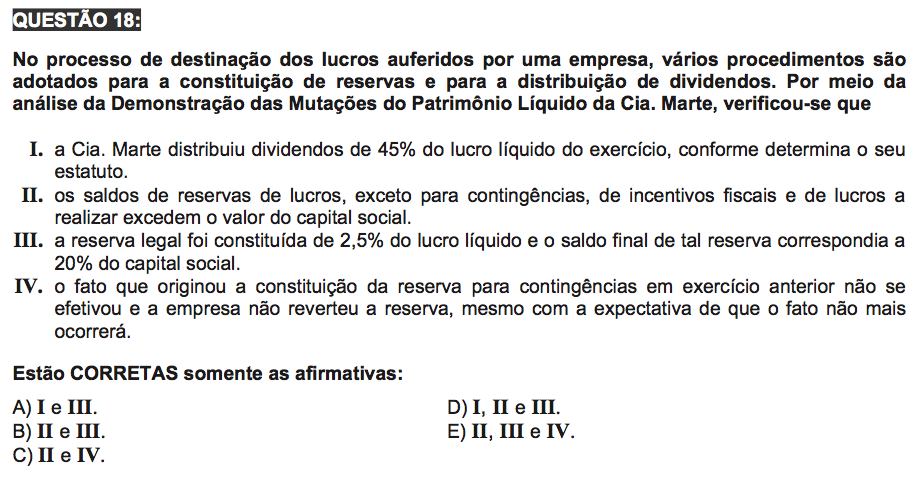 QUESTÃO 18:
No processo de destinação dos lucros auferidos por uma empresa, vários procedimentos são
adotados para a constituição de reservas e para a distribuição de dividendos. Por meio da
análise da Demonstração das Mutações do Patrimônio Líquido da Cia. Marte, verificou-se que
I. a Cia. Marte distribuiu dividendos de 45% do lucro líquido do exercício, conforme determina o seu
estatuto.
II. os saldos de reservas de lucros, exceto para contingências, de incentivos fiscais e de lucros a
realizar excedem o valor do capital social.
III. a reserva legal foi constituída de 2,5% do lucro líquido e o saldo final de tal reserva correspondia a
20% do capital social.
IV. o fato que originou a constituição da reserva para contingências em exercício anterior não se
efetivou e a empresa não reverteu a reserva, mesmo com a expectativa de que o fato não mais
ocorrerá.
Estão CORRETAS somente as afirmativas:
A) I e III.
B) II e III.
C) II e IV.
D) I, II e III.
E) II, III e IV.